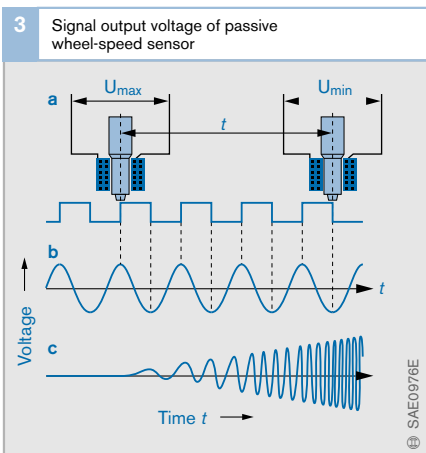 3
Signal output voltage of passive
wheel-speed sensor
a
Umax
Umin
t
b
t
Voltage
c
Time t
SAE0976E